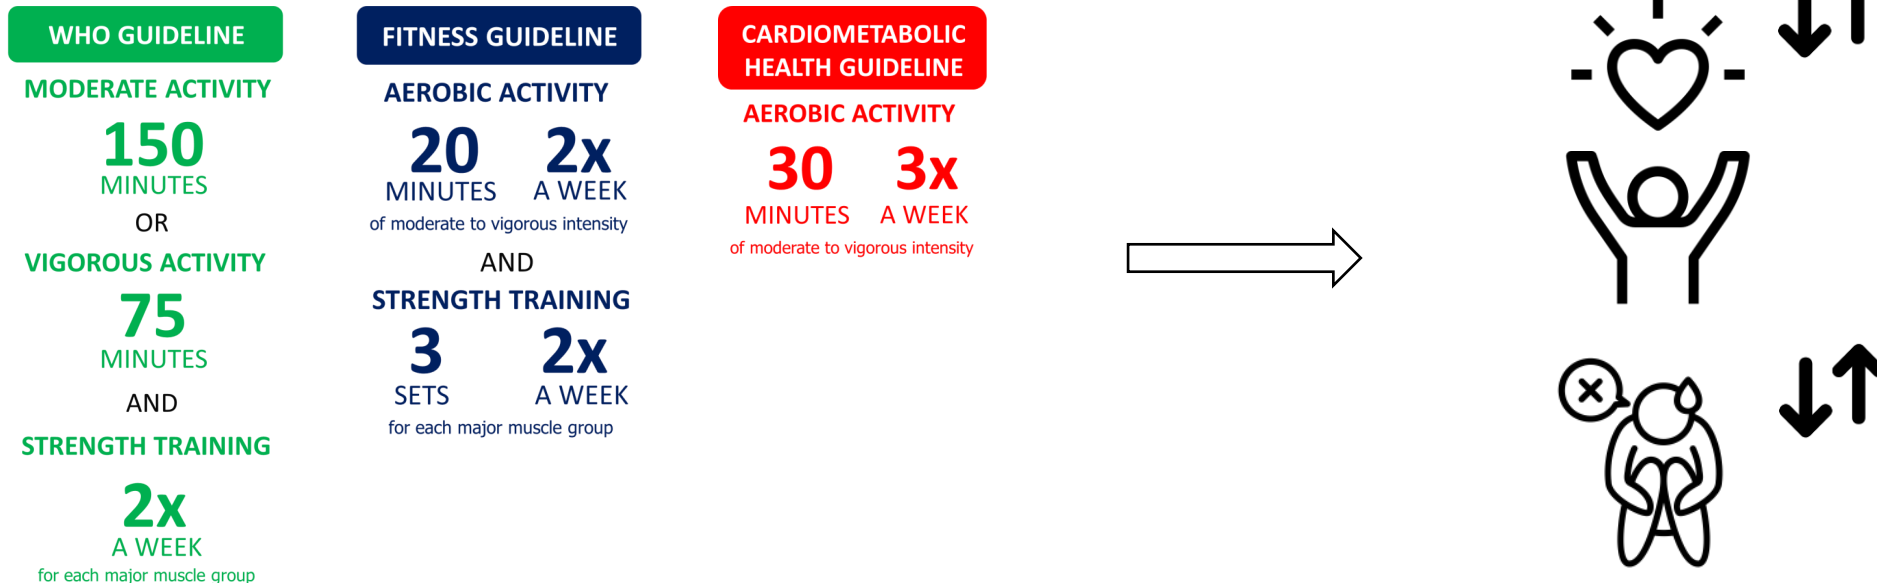 WHO GUIDELINE
MODERATE ACTIVITY
150
MINUTES
OR
VIGOROUS ACTIVITY
75
MINUTES
AND
STRENGTH TRAINING
2x
A WEEK
for each major muscle group
FITNESS GUIDELINE
AEROBIC ACTIVITY
20 2x
MINUTES A WEEK
of moderate to vigorous intensity
AND
STRENGTH TRAINING
3 2x
SETS A WEEK
for each major muscle group
CARDIOMETABOLIC
HEALTH GUIDELINE
AEROBIC ACTIVITY
30 3x
MINUTES A WEEK
of moderate to vigorous intensity